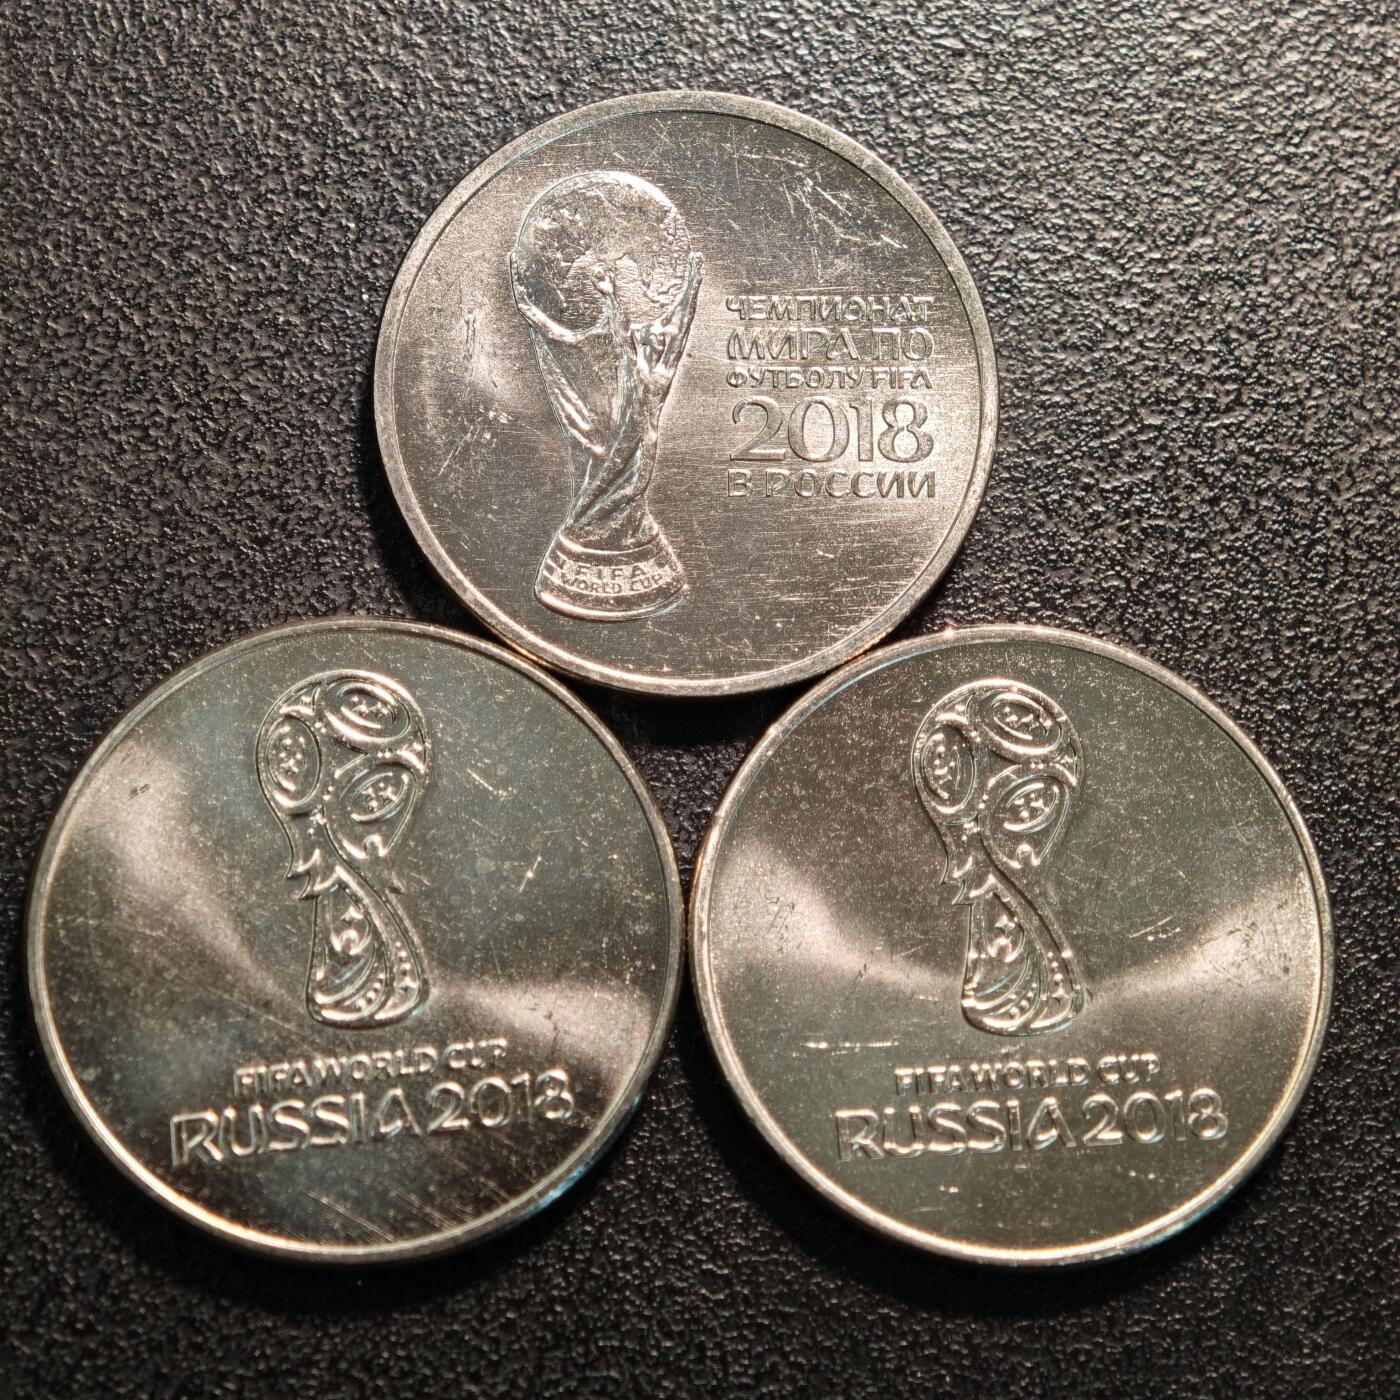 ЧЕМПИОНАТ
МИРА ПО
ФУТБОЛУ FIFA
2018
В РОССИИ
FIFA
WORLD CUP
FIFA WORLD CUP
RUSSIA 2018
FIFA WORLD CUP
RUSSIA 2018